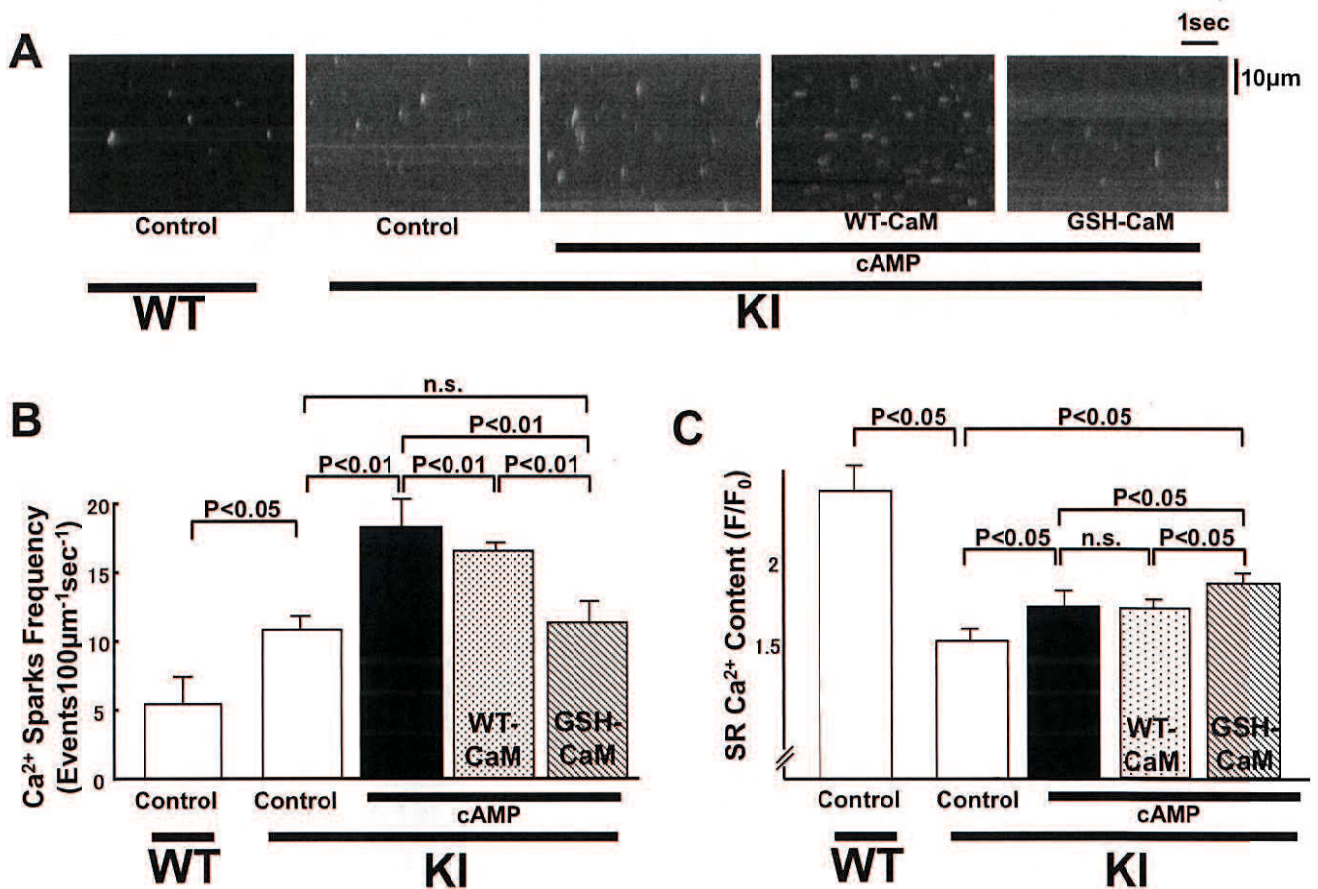 1sec
A
10µm
Control
Control
WT-CaM
GSH-CaM
cAMP
WT
KI
B
n.s.
P<0.01
P<0.01
P<0.01
P<0.01
P<0.05
Ca²⁺ Sparks Frequency
(Events100µm⁻¹sec⁻¹)
20
15
10
5
0
WT-
CaM
GSH-
CaM
Control
Control
cAMP
WT
KI
C
P<0.05
P<0.05
P<0.05
P<0.05
n.s.
P<0.05
SR Ca²⁺ Content (F/F₀)
2
1.5
WT-
CaM
GSH-
CaM
Control
Control
cAMP
WT
KI